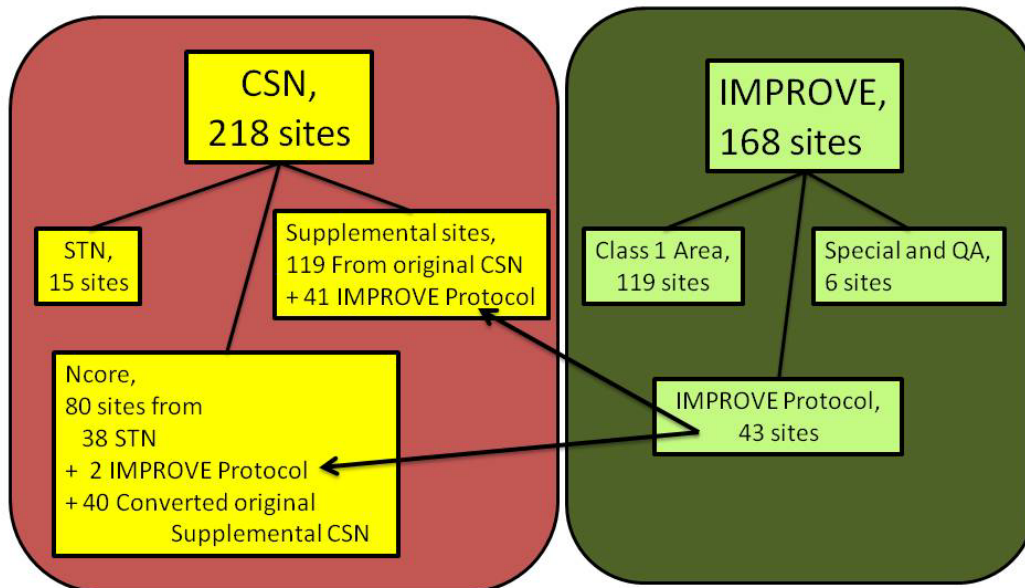 CSN,
218 sites
STN,
15 sites
Supplemental sites,
119 From original CSN
+ 41 IMPROVE Protocol
Ncore,
80 sites from
38 STN
+ 2 IMPROVE Protocol
+ 40 Converted original
Supplemental CSN
IMPROVE,
168 sites
Class 1 Area,
119 sites
Special and QA,
6 sites
IMPROVE Protocol,
43 sites